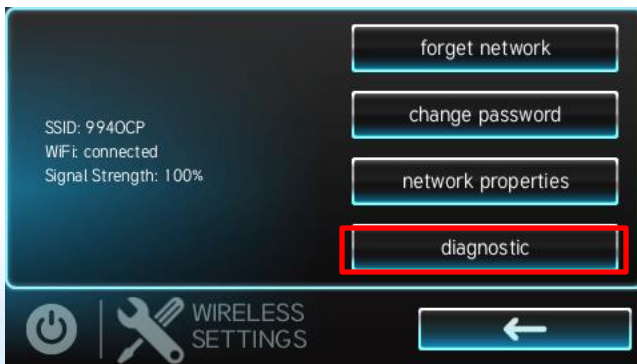 forget network
change password
SSID: 994OCP
WiFi: connected
Signal Strength: 100%
network properties
diagnostic
WIRELESS
SETTINGS